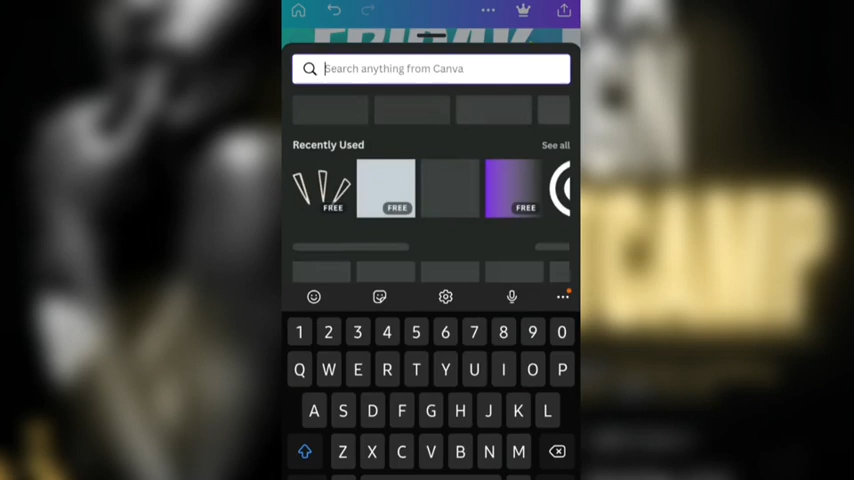 FRIDAY
Search anything from Canva
Recently Used
See all
FREE
FREE
FREE
1 2 3 4 5 6 7 8 9 0
Q W E R T Y U I O P
A S D F G H J K L
Z X C V B N M